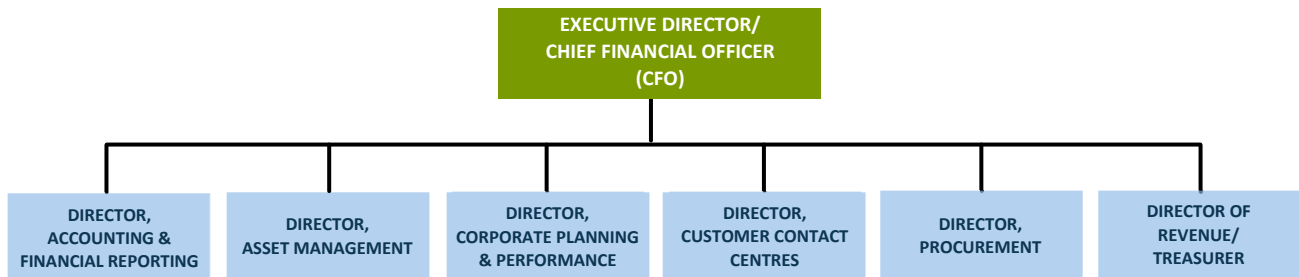 EXECUTIVE DIRECTOR/
CHIEF FINANCIAL OFFICER
(CFO)
DIRECTOR,
ACCOUNTING &
FINANCIAL REPORTING
DIRECTOR,
ASSET MANAGEMENT
DIRECTOR,
CORPORATE PLANNING
& PERFORMANCE
DIRECTOR,
CUSTOMER CONTACT
CENTRES
DIRECTOR,
PROCUREMENT
DIRECTOR OF
REVENUE/
TREASURER